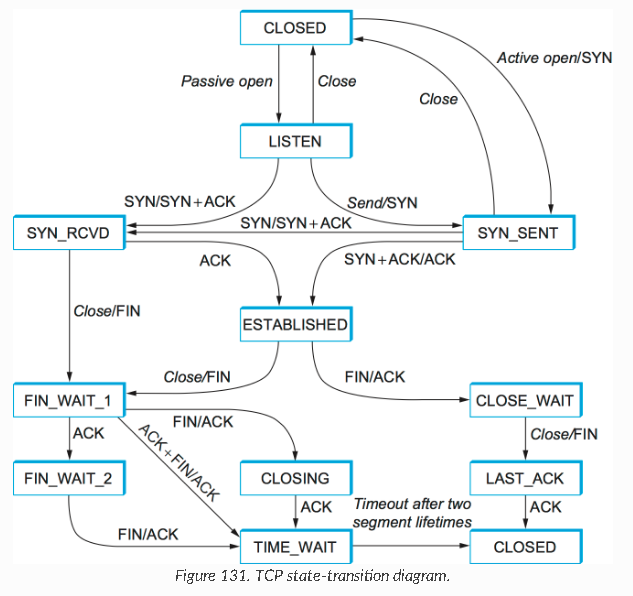 CLOSED
Active open/SYN
Passive open
Close
Close
LISTEN
SYN/SYN+ACK
Send/SYN
SYN/SYN+ACK
SYN_RCVD
SYN_SENT
ACK
SYN+ACK/ACK
Close/FIN
ESTABLISHED
Close/FIN
FIN/ACK
FIN_WAIT_1
CLOSE_WAIT
FIN/ACK
ACK
ACK+FIN/ACK
Close/FIN
FIN_WAIT_2
CLOSING
LAST_ACK
ACK
Timeout after two
segment lifetimes
ACK
FIN/ACK
TIME_WAIT
CLOSED
Figure 131. TCP state-transition diagram.